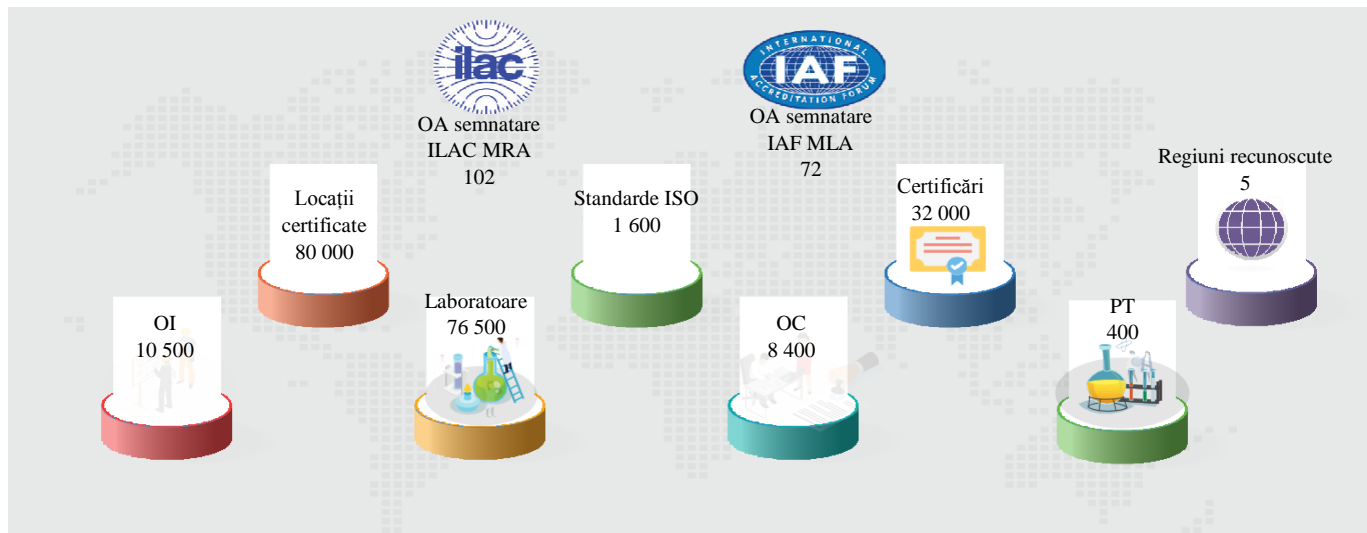 ilac
OA semnatare
ILAC MRA
102
INTERNATIONAL
IAF
ACCREDITATION FORUM
OA semnatare
IAF MLA
72
Regiuni recunoscute
5
Locații
certificate
80 000
Standarde ISO
1 600
Certificări
32 000
OI
10 500
Laboratoare
76 500
OC
8 400
PT
400